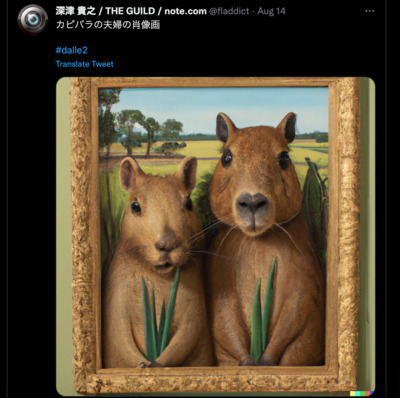 深津 貴之 / THE GUILD / note.com @fladdict · Aug 14
カピバラの夫婦の肖像画
#dalle2
Translate Tweet